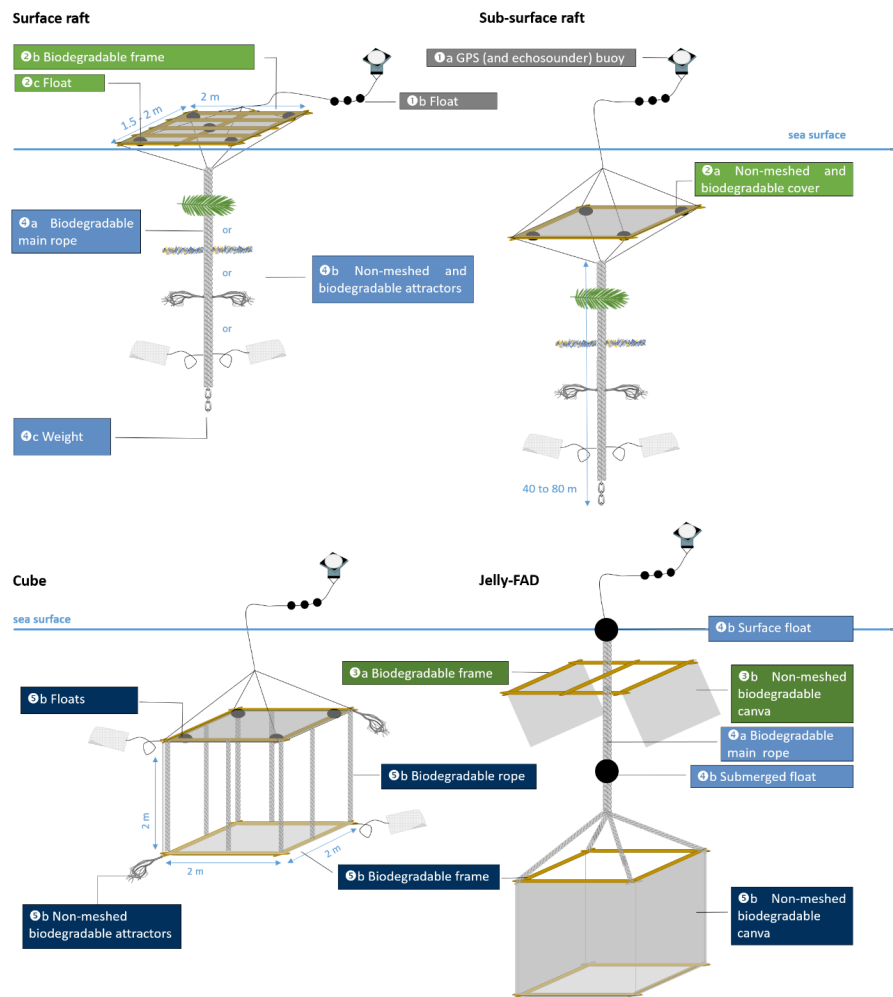 Surface raft
Sub-surface raft
❷b Biodegradable frame
❷c Float
1.5 - 2 m
2 m
❶a GPS (and echosounder) buoy
❶b Float
sea surface
❷a Non-meshed and
biodegradable cover
❹a Biodegradable
main rope
or
or
or
❹b Non-meshed and
biodegradable attractors
❹c Weight
40 to 80 m
Cube
Jelly-FAD
sea surface
❹b Surface float
❸a Biodegradable frame
❸b Non-meshed
biodegradable
canva
❺b Floats
❹a Biodegradable
main rope
❺b Biodegradable rope
❹b Submerged float
2 m
2 m
2 m
❺b Biodegradable frame
❺b Non-meshed
biodegradable attractors
❺b Non-meshed
biodegradable
canva